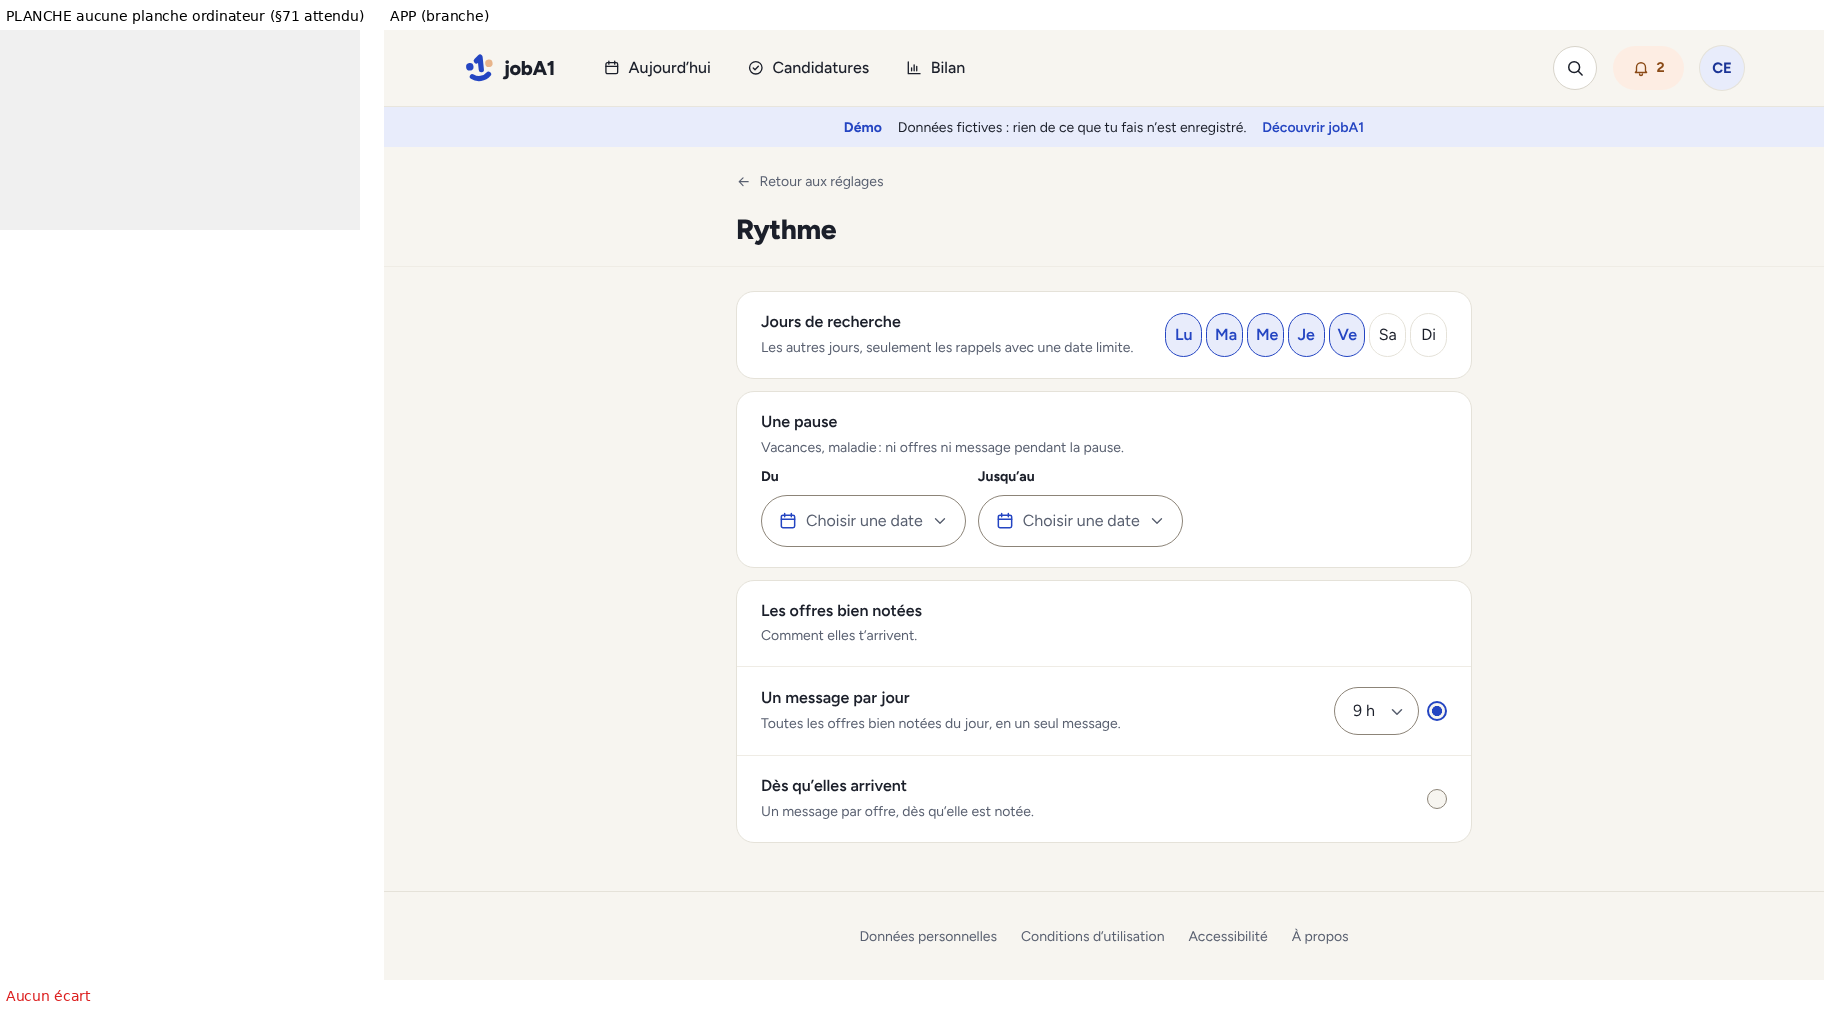 PLANCHE aucune planche ordinateur (§71 attendu)
APP (branche)
jobA1
Aujourd’hui
Candidatures
Bilan
2
CE
Démo Données fictives : rien de ce que tu fais n’est enregistré. Découvrir jobA1
← Retour aux réglages
Rythme
Jours de recherche
Les autres jours, seulement les rappels avec une date limite.
Lu Ma Me Je Ve Sa Di
Une pause
Vacances, maladie : ni offres ni message pendant la pause.
Du
Jusqu’au
Choisir une date
Choisir une date
Les offres bien notées
Comment elles t’arrivent.
Un message par jour
Toutes les offres bien notées du jour, en un seul message.
9 h
Dès qu’elles arrivent
Un message par offre, dès qu’elle est notée.
Données personnelles Conditions d’utilisation Accessibilité À propos
Aucun écart